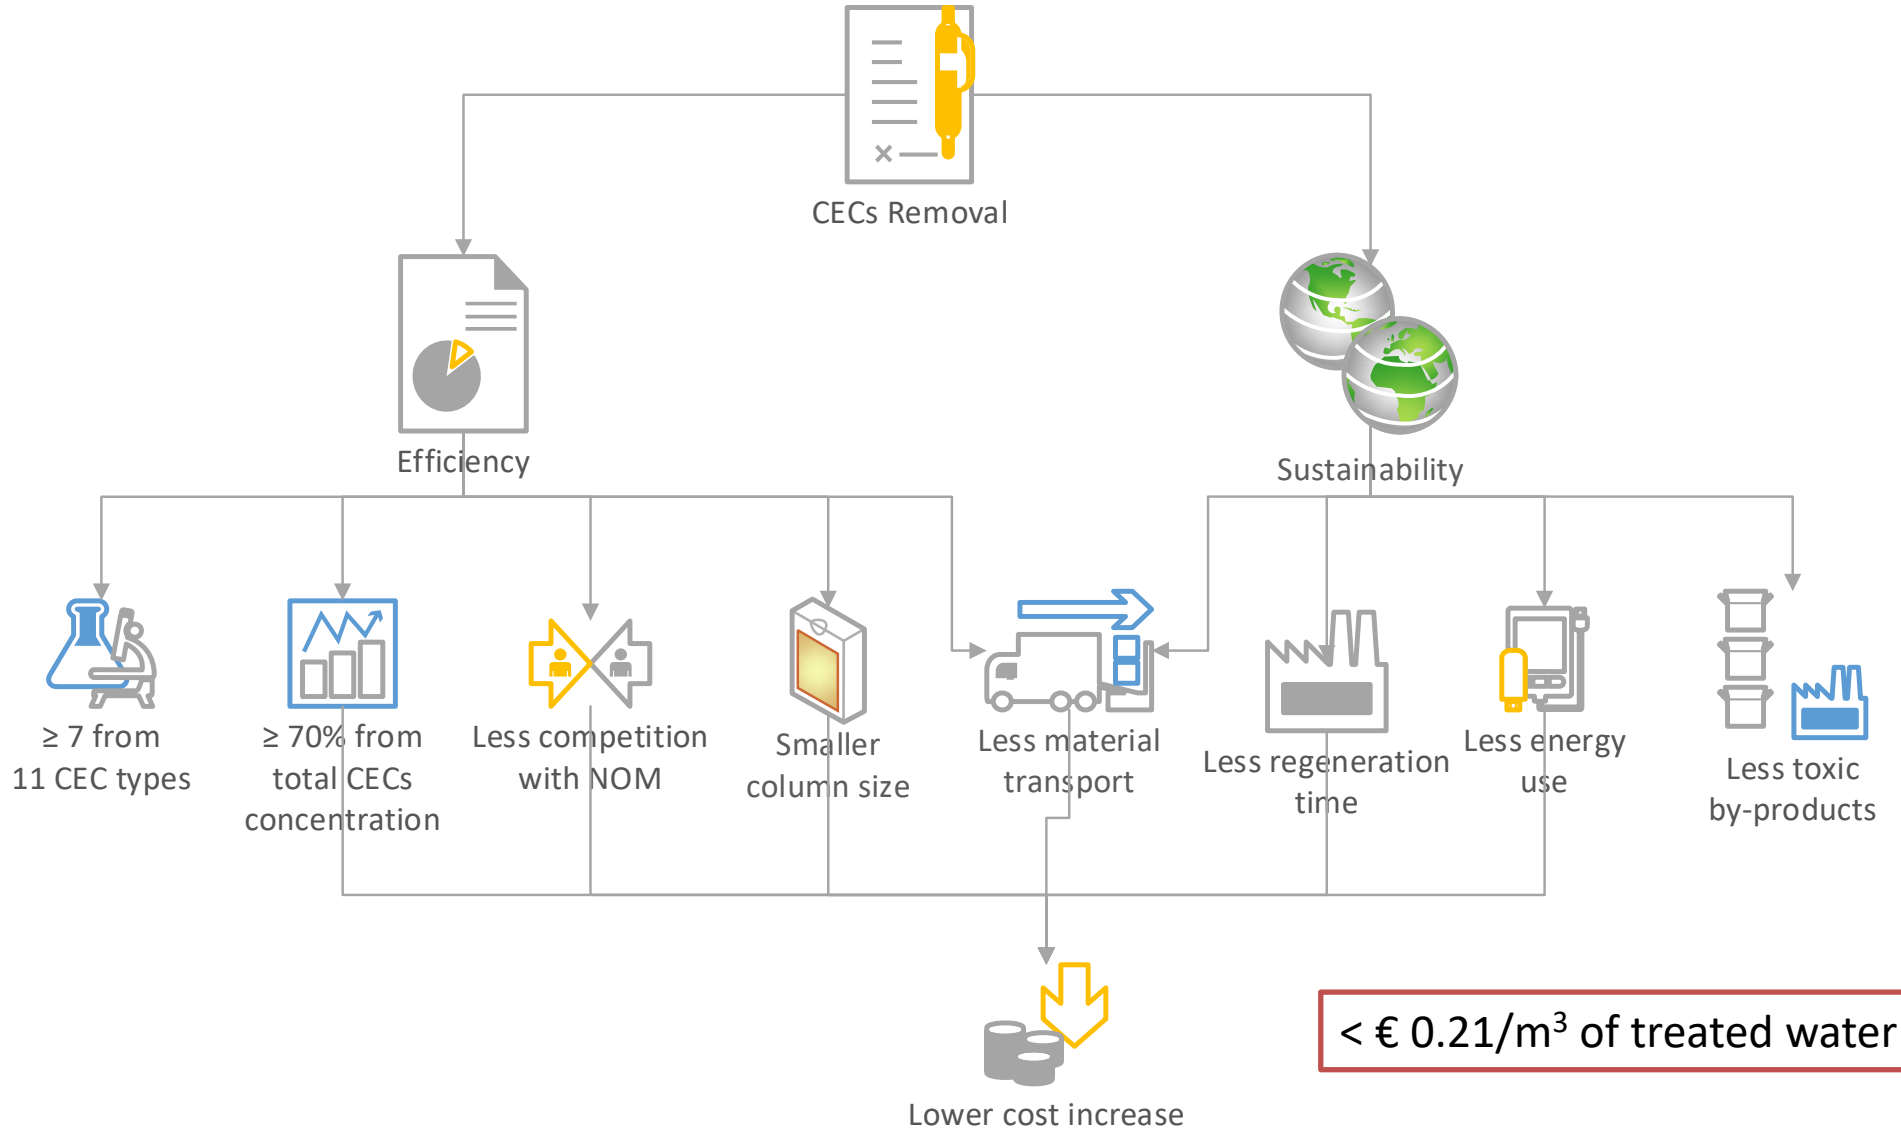 CECs Removal
Efficiency
Sustainability
≥ 7 from
11 CEC types
≥ 70% from
total CECs
concentration
Less competition
with NOM
Smaller
column size
Less material
transport
Less regeneration
time
Less energy
use
Less toxic
by-products
Lower cost increase
< € 0.21/m³ of treated water